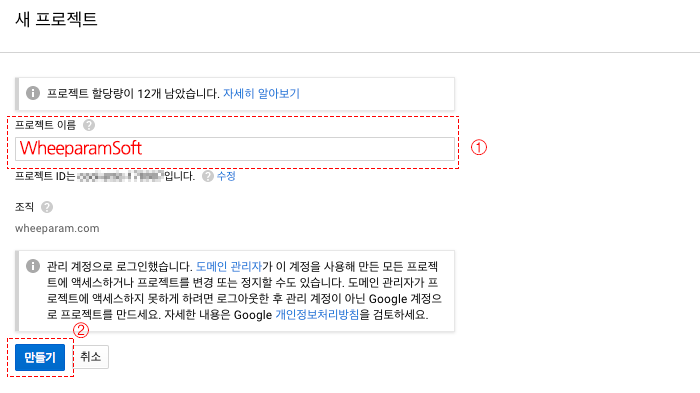 새 프로젝트
프로젝트 할당량이 12개 남았습니다. 자세히 알아보기
프로젝트 이름 ?
WheeparamSoft
①
프로젝트 ID는 입니다. ? 수정
조직 ?
wheeparam.com
관리 계정으로 로그인했습니다. 도메인 관리자가 이 계정을 사용해 만든 모든 프로젝
트에 액세스하거나 프로젝트를 변경 또는 정지할 수도 있습니다. 도메인 관리자가 프
로젝트에 액세스하지 못하게 하려면 로그아웃한 후 관리 계정이 아닌 Google 계정으
로 프로젝트를 만드세요. 자세한 내용은 Google 개인정보처리방침을 검토하세요.
②
만들기 취소